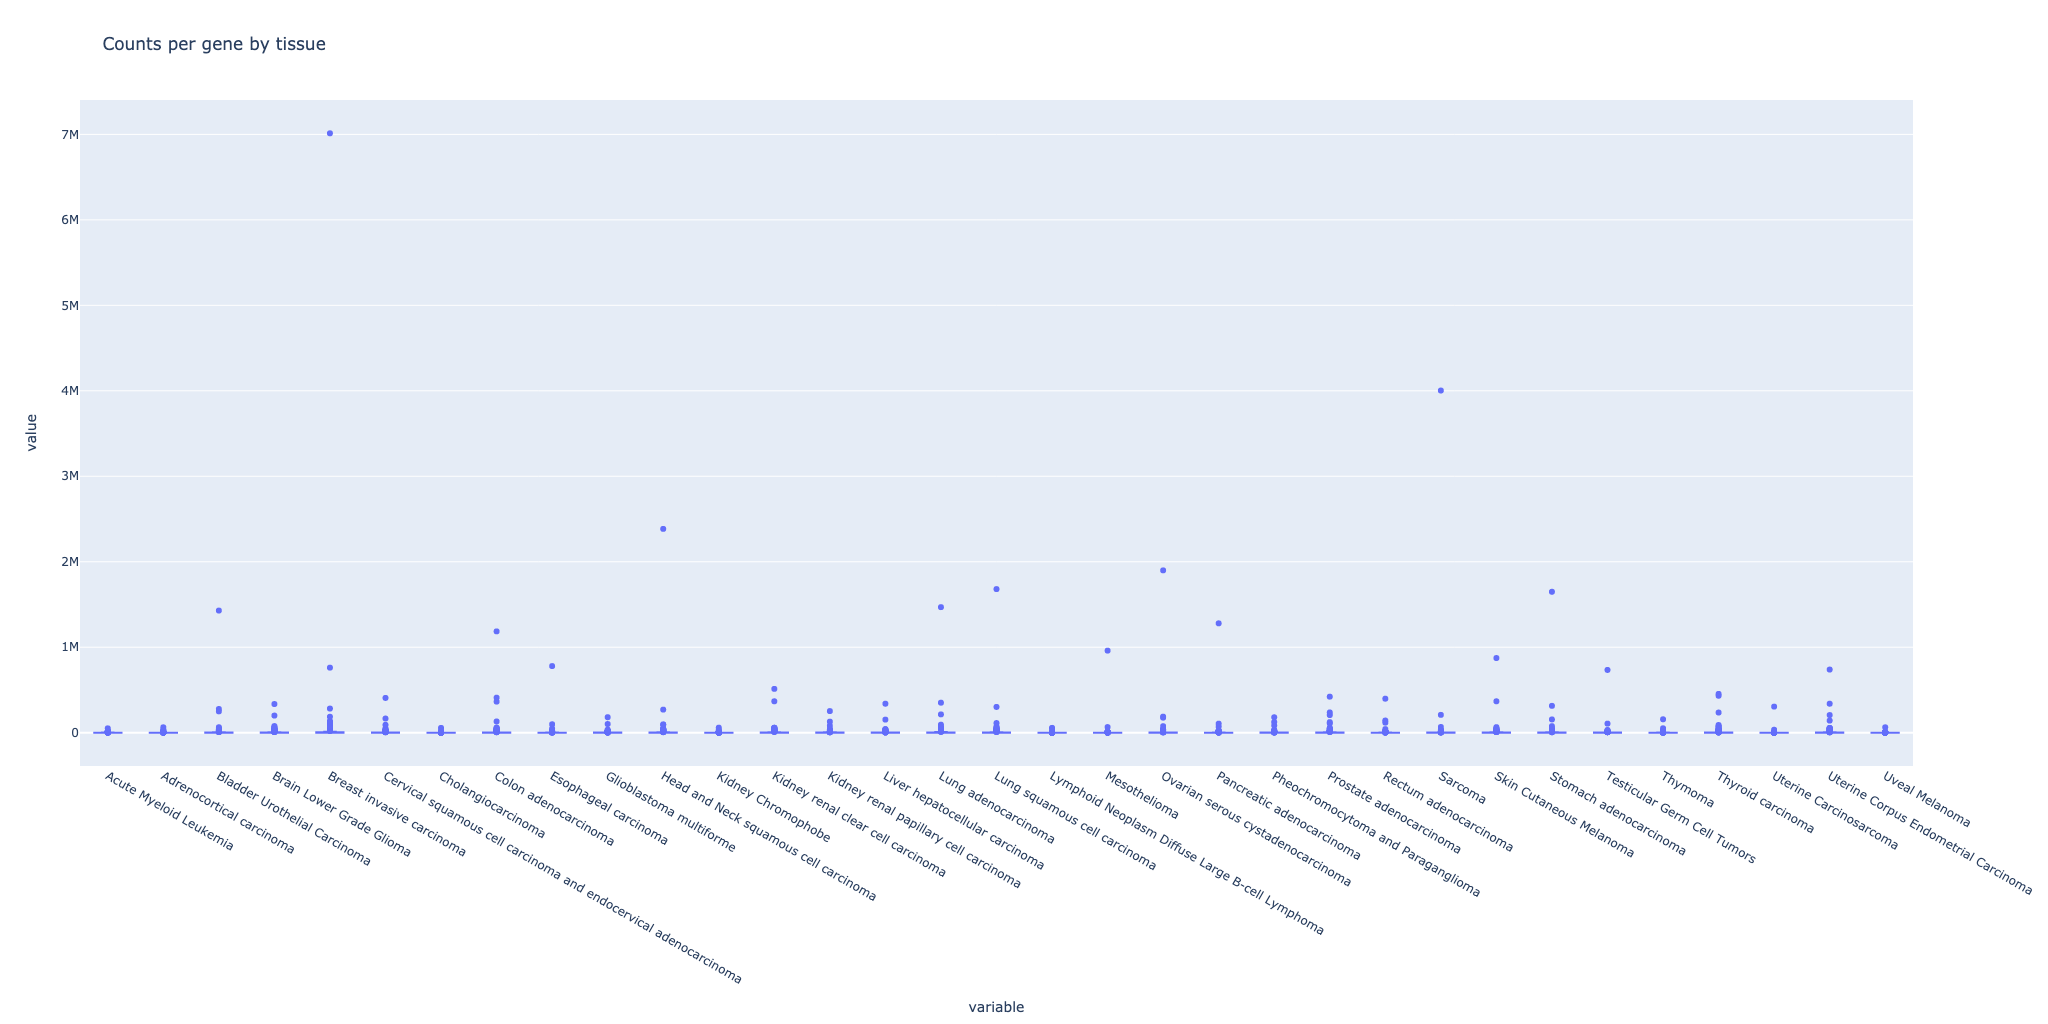 Counts per gene by tissue
7M
6M
5M
4M
3M
2M
1M
0
value
Acute Myeloid Leukemia
Adrenocortical carcinoma
Bladder Urothelial Carcinoma
Brain Lower Grade Glioma
Breast invasive carcinoma
Cervical squamous cell carcinoma and endocervical adenocarcinoma
Cholangiocarcinoma
Colon adenocarcinoma
Esophageal carcinoma
Glioblastoma multiforme
Head and Neck squamous cell carcinoma
Kidney Chromophobe
Kidney renal clear cell carcinoma
Kidney renal papillary cell carcinoma
Liver hepatocellular carcinoma
Lung adenocarcinoma
Lung squamous cell carcinoma
Lymphoid Neoplasm Diffuse Large B-cell Lymphoma
Mesothelioma
Ovarian serous cystadenocarcinoma
Pancreatic adenocarcinoma
Pheochromocytoma and Paraganglioma
Prostate adenocarcinoma
Rectum adenocarcinoma
Sarcoma
Skin Cutaneous Melanoma
Stomach adenocarcinoma
Testicular Germ Cell Tumors
Thymoma
Thyroid carcinoma
Uterine Carcinosarcoma
Uterine Corpus Endometrial Carcinoma
Uveal Melanoma
variable